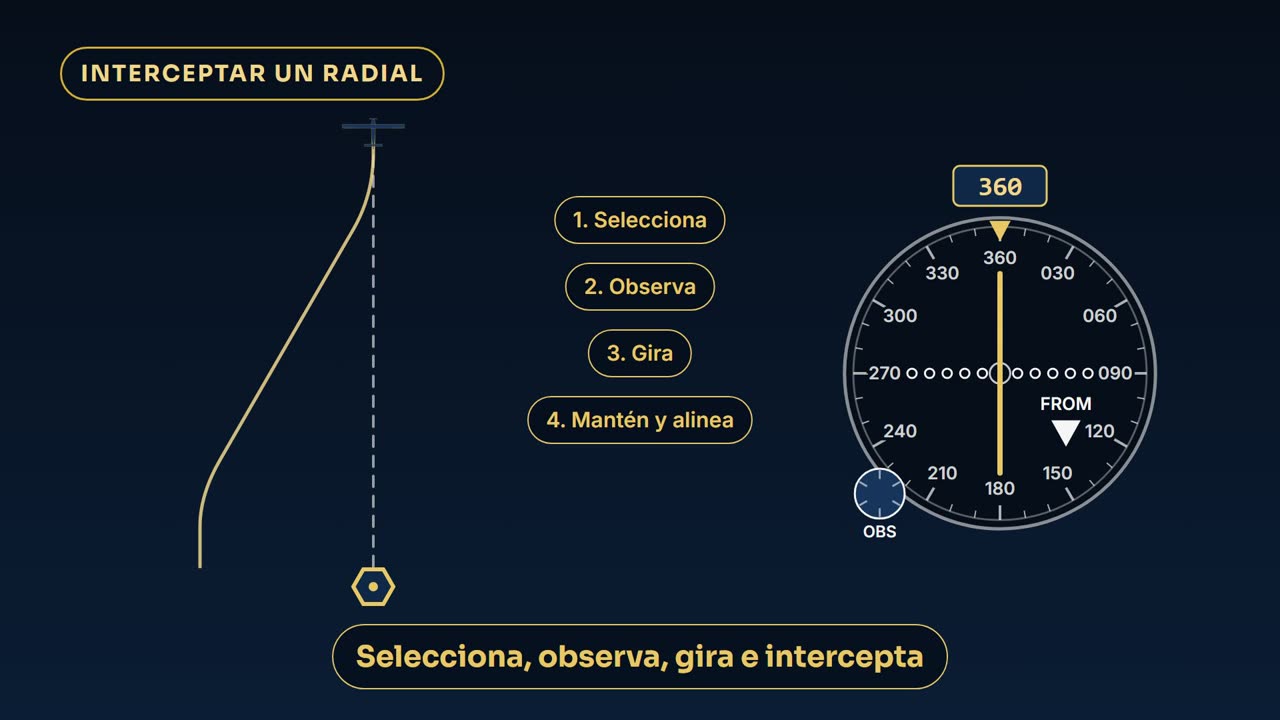 INTERCEPTAR UN RADIAL
1. Selecciona
2. Observa
3. Gira
4. Mantén y alinea
360
360
330
030
300
060
270
090
FROM
240
120
210
150
180
OBS
Selecciona, observa, gira e intercepta